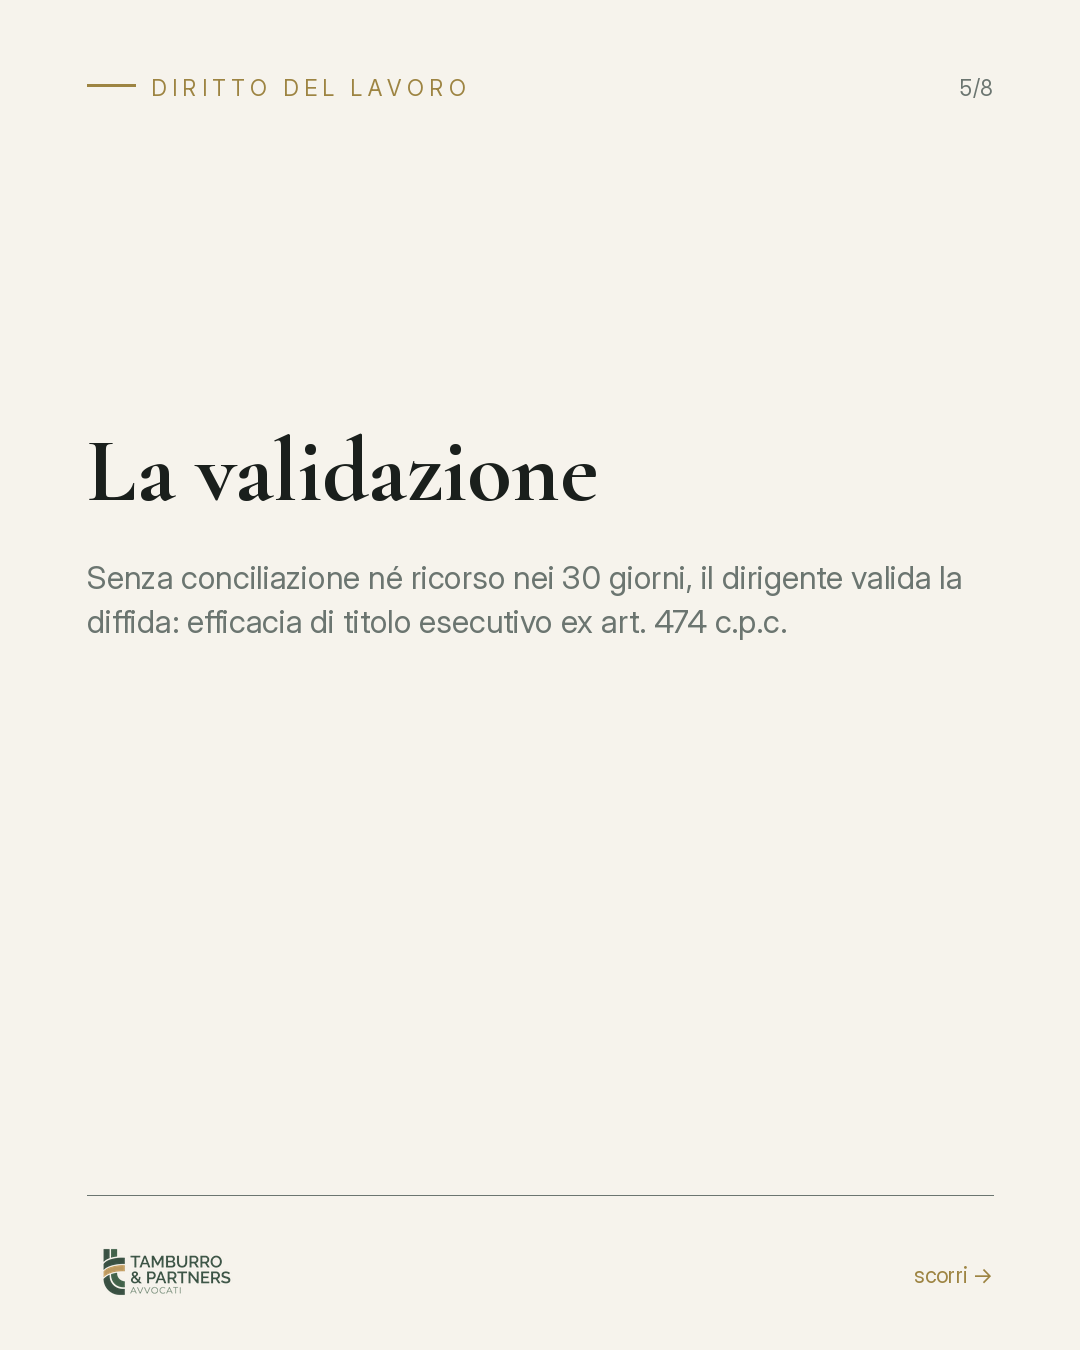 DIRITTO DEL LAVORO
5/8
La validazione
Senza conciliazione né ricorso nei 30 giorni, il dirigente valida la
diffida: efficacia di titolo esecutivo ex art. 474 c.p.c.
TAMBURRO
& PARTNERS
AVVOCATI
scorri →